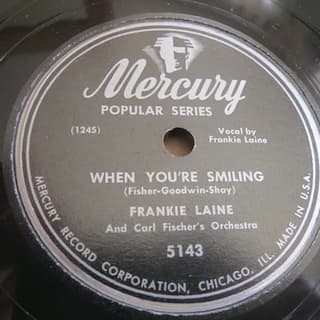 Mercury
POPULAR SERIES
(1245)
Vocal by
Frankie Laine
WHEN YOU'RE SMILING
(Fisher-Goodwin-Shay)
FRANKIE LAINE
And Carl Fischer's Orchestra
5143
MERCURY RECORD CORPORATION, CHICAGO, ILL. MADE IN U.S.A.